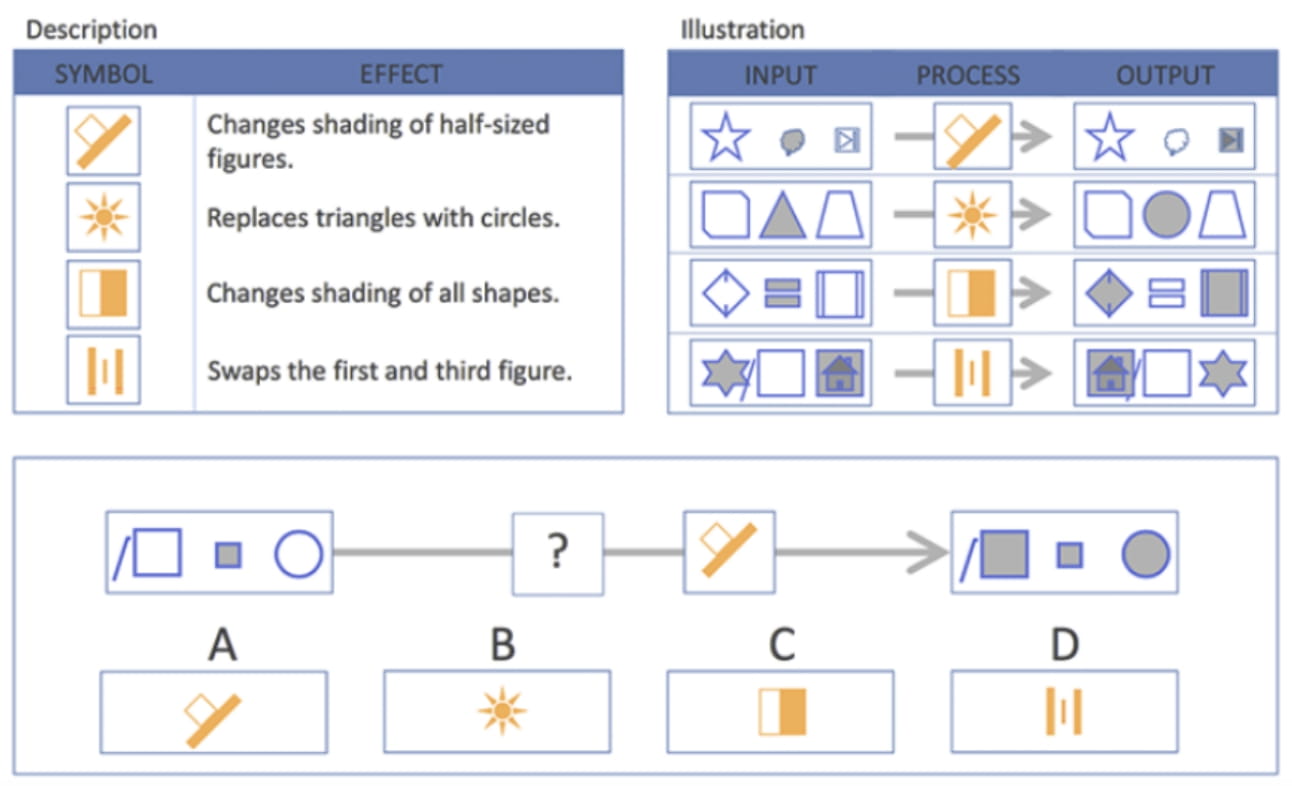 Description
SYMBOL EFFECT
Changes shading of half-sized
figures.
Replaces triangles with circles.
Changes shading of all shapes.
Swaps the first and third figure.
Illustration
INPUT PROCESS OUTPUT
?
A B C D